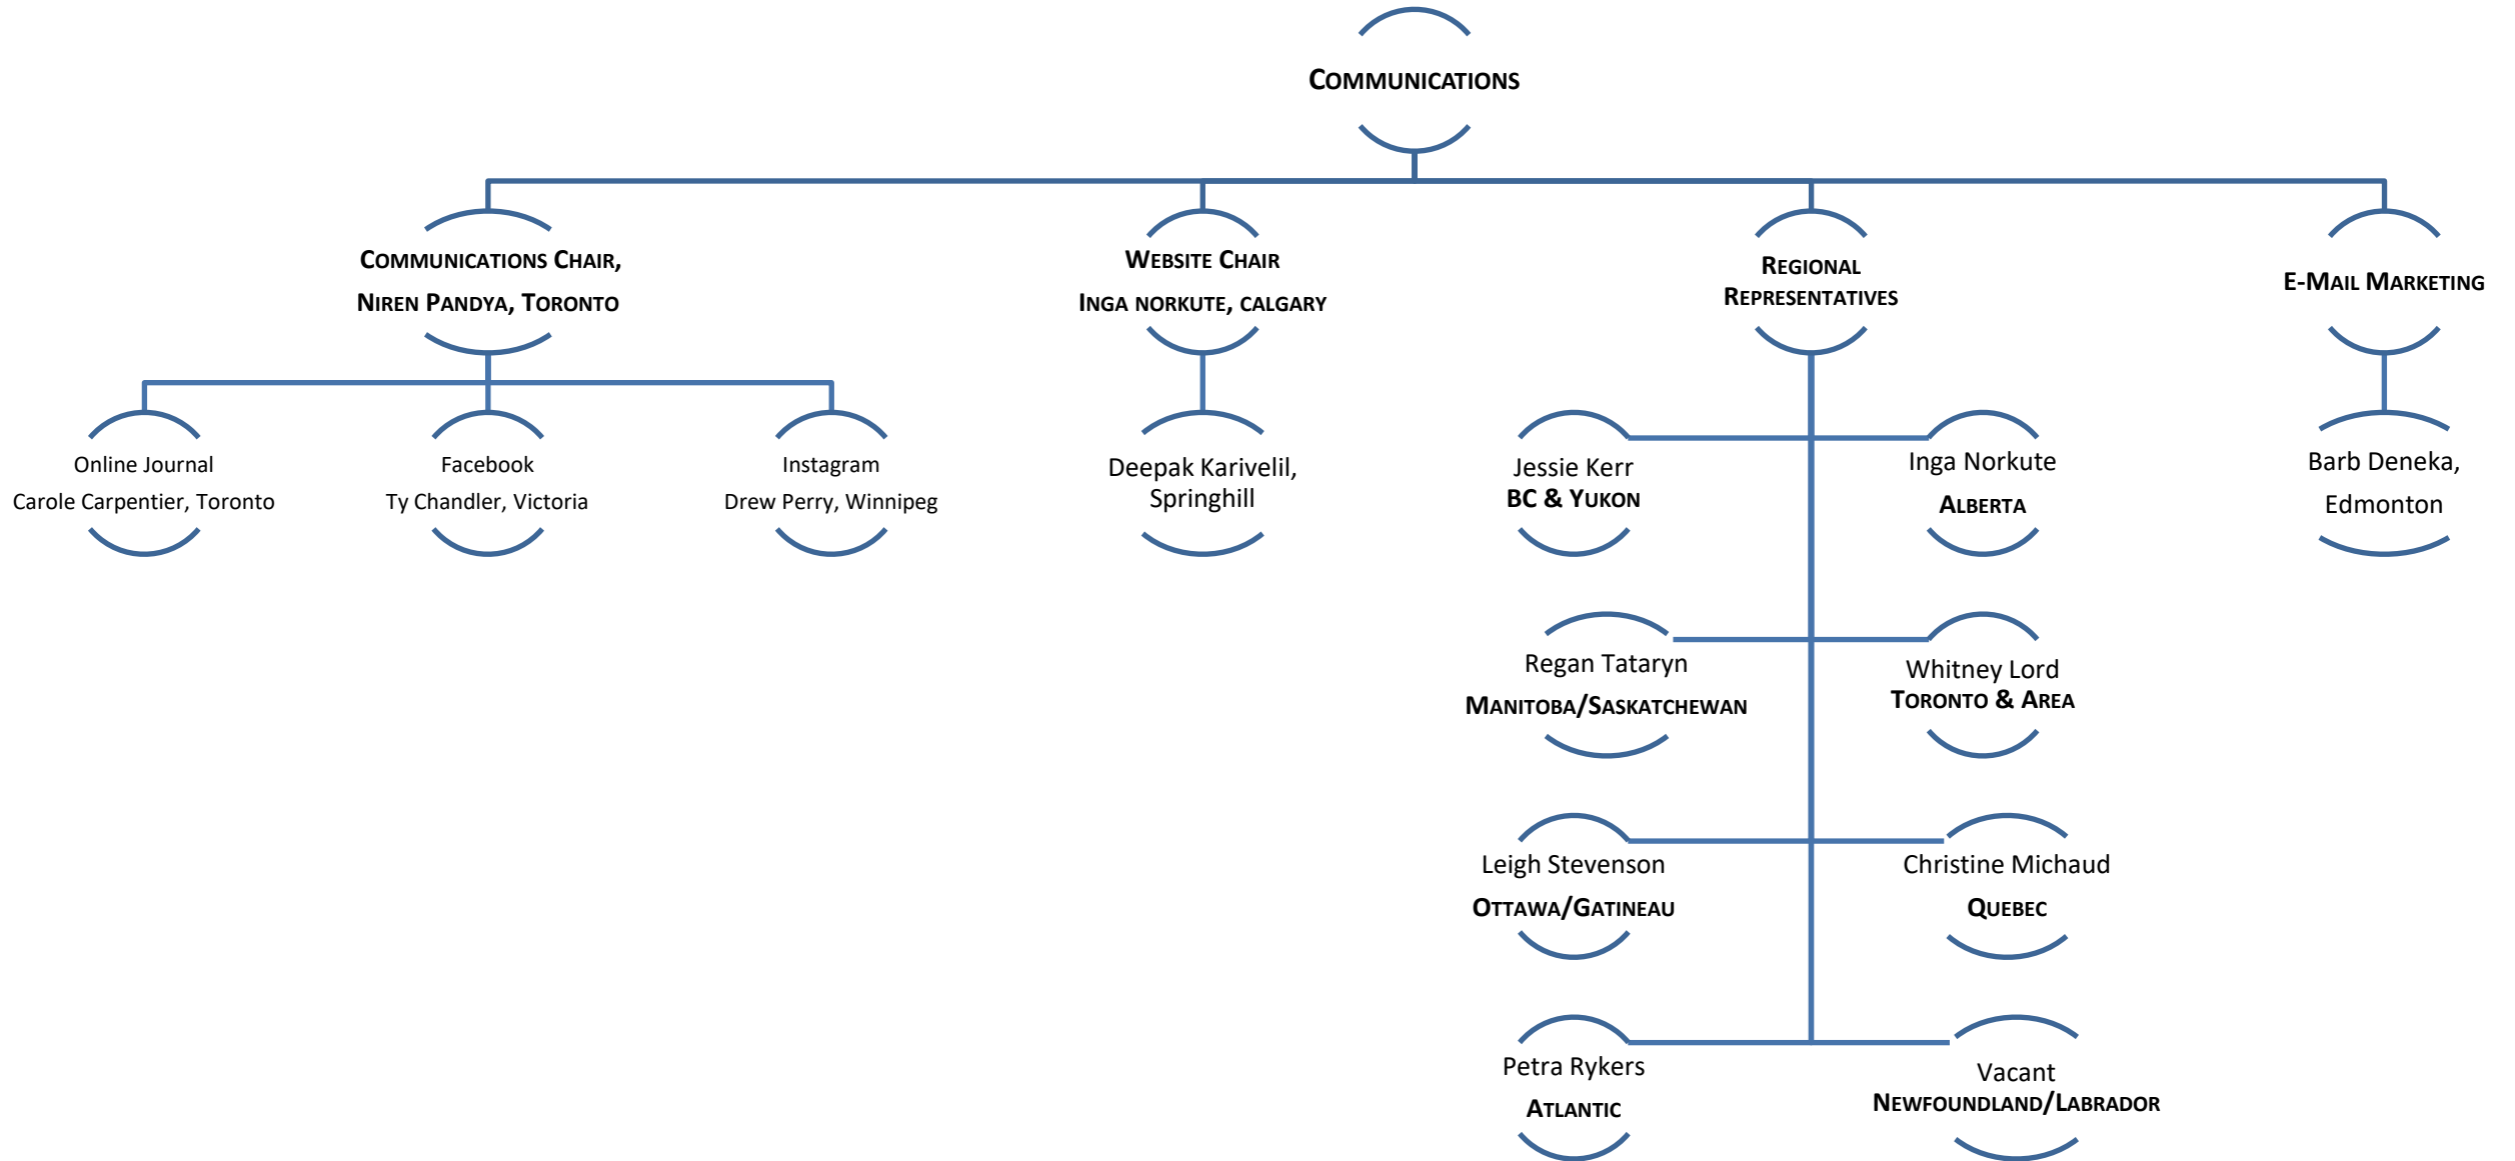 COMMUNICATIONS
COMMUNICATIONS CHAIR,
NIREN PANDYA, TORONTO
WEBSITE CHAIR
INGA NORKUTE, CALGARY
REGIONAL
REPRESENTATIVES
E-MAIL MARKETING
Online Journal
Carole Carpentier, Toronto
Facebook
Ty Chandler, Victoria
Instagram
Drew Perry, Winnipeg
Deepak Karivelil,
Springhill
Jessie Kerr
BC & YUKON
Inga Norkute
ALBERTA
Barb Deneka,
Edmonton
Regan Tataryn
MANITOBA/SASKATCHEWAN
Whitney Lord
TORONTO & AREA
Leigh Stevenson
OTTAWA/GATINEAU
Christine Michaud
QUEBEC
Petra Rykers
ATLANTIC
Vacant
NEWFOUNDLAND/LABRADOR